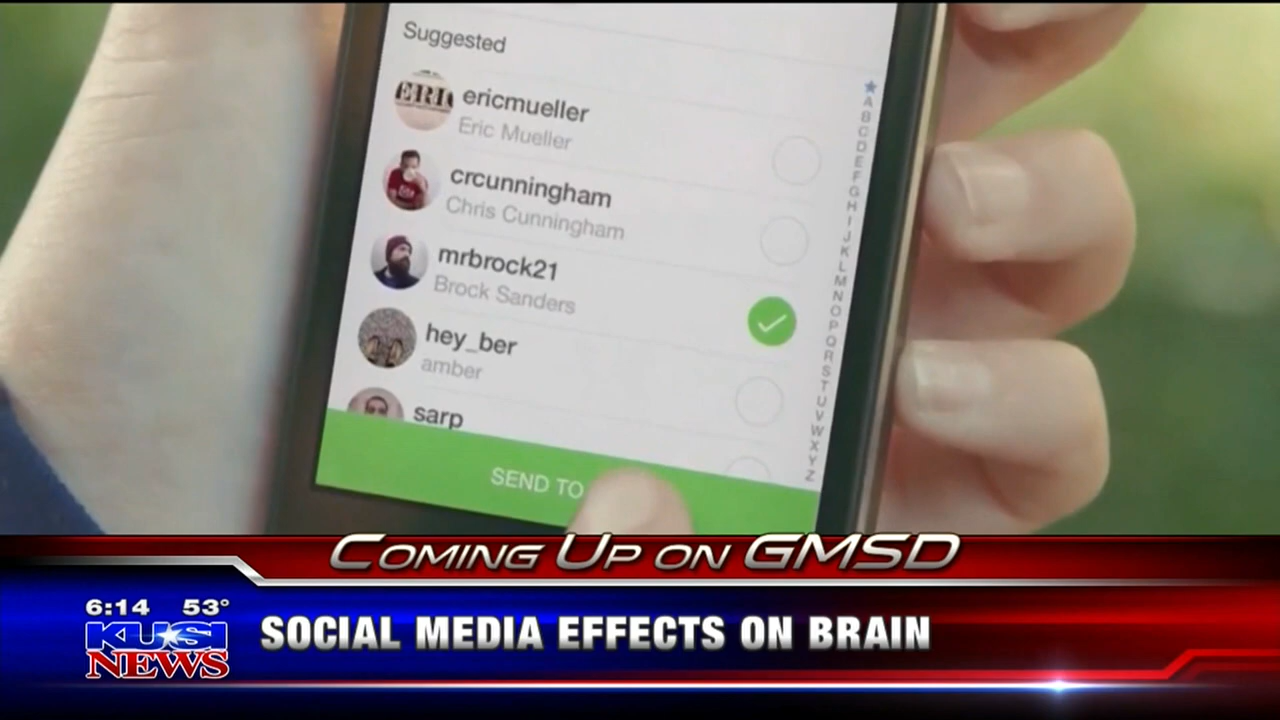 Suggested
ERIC
ericmueller
Eric Mueller
crcunningham
Chris Cunningham
mrbrock21
Brock Sanders
hey_ber
amber
sarp
A
B
C
D
E
F
G
H
I
J
K
L
M
N
O
P
Q
R
S
T
U
V
W
X
Y
Z
SEND TO
COMING UP ON GMSD
6:14 53°
KUSI
NEWS
SOCIAL MEDIA EFFECTS ON BRAIN